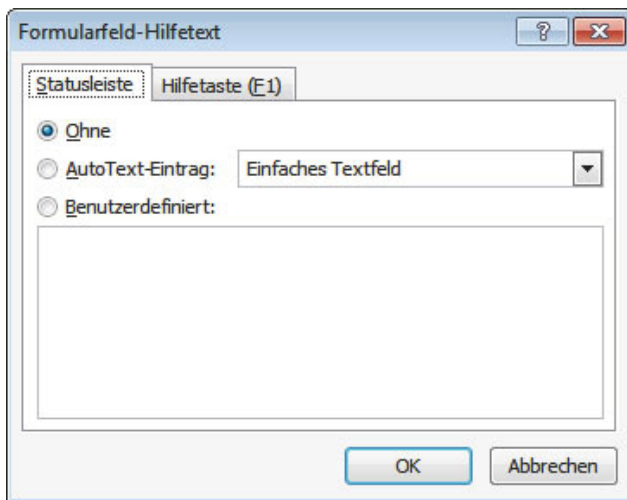 Formularfeld-Hilfetext
Statusleiste Hilfetaste (F1)
Ohne
AutoText-Eintrag: Einfaches Textfeld
Benutzerdefiniert:
OK Abbrechen